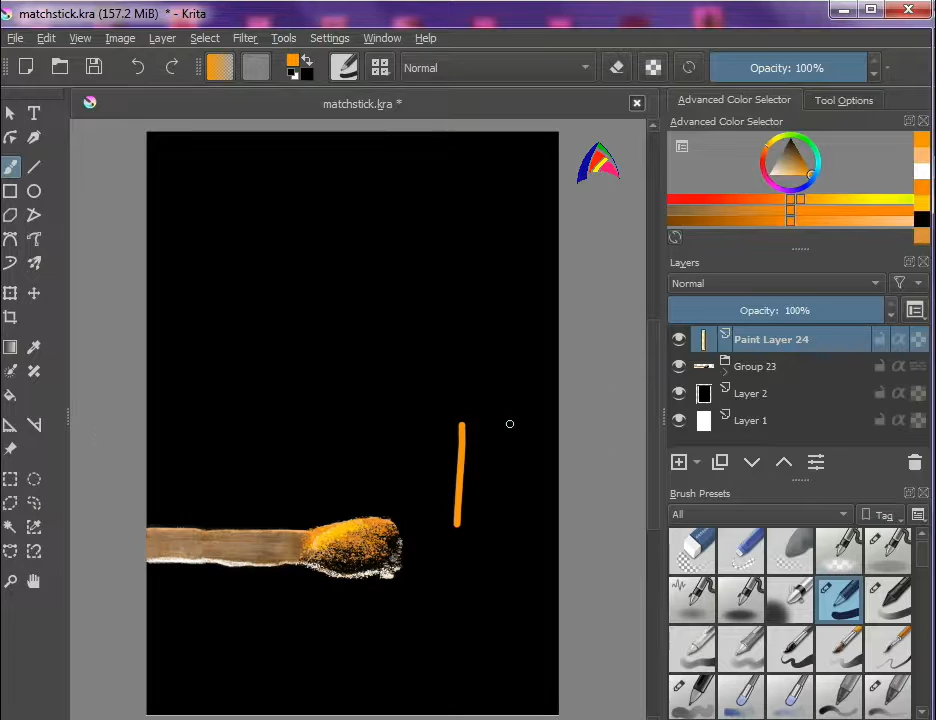 matchstick.kra (157.2 MiB) * - Krita
File Edit View Image Layer Select Filter Tools Settings Window Help
Normal
Opacity: 100%
matchstick.kra *
Advanced Color Selector
Tool Options
Advanced Color Selector
Layers
Normal
Opacity: 100%
Paint Layer 24
Group 23
Layer 2
Layer 1
Brush Presets
All
Tag